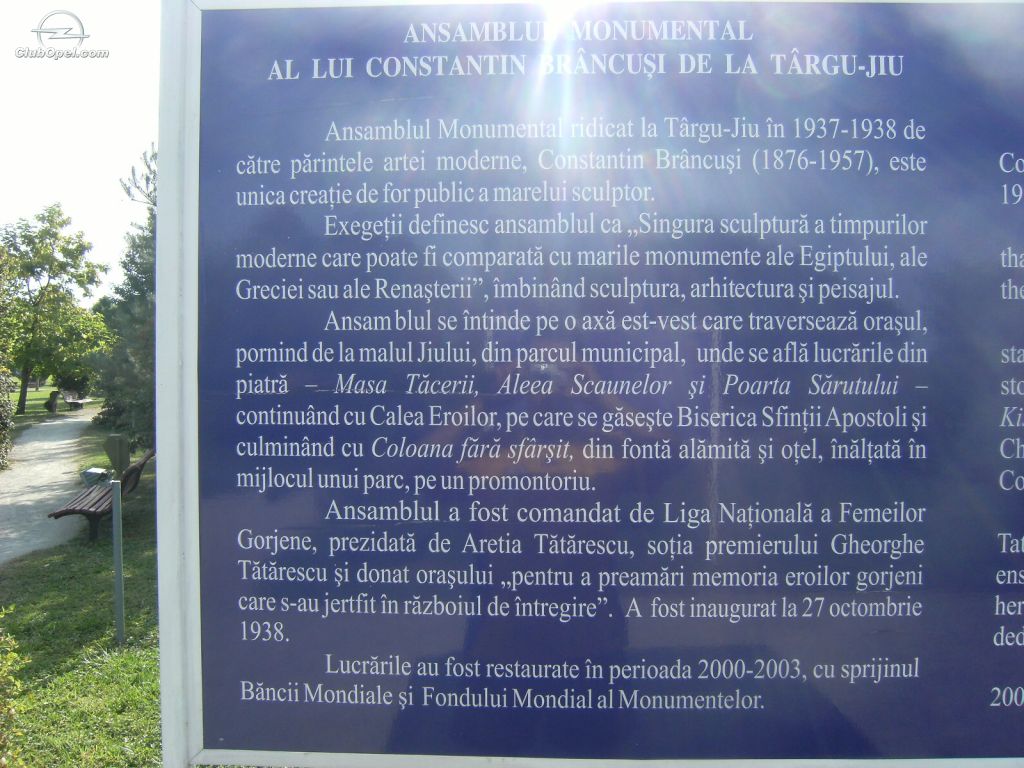 ClubOpel.com
ANSAMBLUL MONUMENTAL
AL LUI CONSTANTIN BRÂNCUȘI DE LA TÂRGU-JIU
Ansamblul Monumental ridicat la Târgu-Jiu în 1937-1938 de
către părintele artei moderne, Constantin Brâncuși (1876-1957), este
unica creație de for public a marelui sculptor.
Exegeții definesc ansamblul ca „Singura sculptură a timpurilor
moderne care poate fi comparată cu marile monumente ale Egiptului, ale
Greciei sau ale Renașterii”, îmbinând sculptura, arhitectura și peisajul.
Ansamblul se întinde pe o axă est-vest care traversează orașul,
pornind de la malul Jiului, din parcul municipal, unde se află lucrările din
piatră – Masa Tăcerii, Aleea Scaunelor și Poarta Sărutului –
continuând cu Calea Eroilor, pe care se găsește Biserica Sfinții Apostoli și
culminând cu Coloana fără sfârșit, din fontă alămită și oțel, înălțată în
mijlocul unui parc, pe un promontoriu.
Ansamblul a fost comandat de Liga Națională a Femeilor
Gorjene, prezidată de Aretia Tătărescu, soția premierului Gheorghe
Tătărescu și donat orașului „pentru a preamări memoria eroilor gorjeni
care s-au jertfit în războiul de întregire”. A fost inaugurat la 27 octombrie
1938.
Lucrările au fost restaurate în perioada 2000-2003, cu sprijinul
Băncii Mondiale și Fondului Mondial al Monumentelor.
Co
19
tha
the
sta
sto
Ki
Ch
Co
Tat
ens
her
ded
200